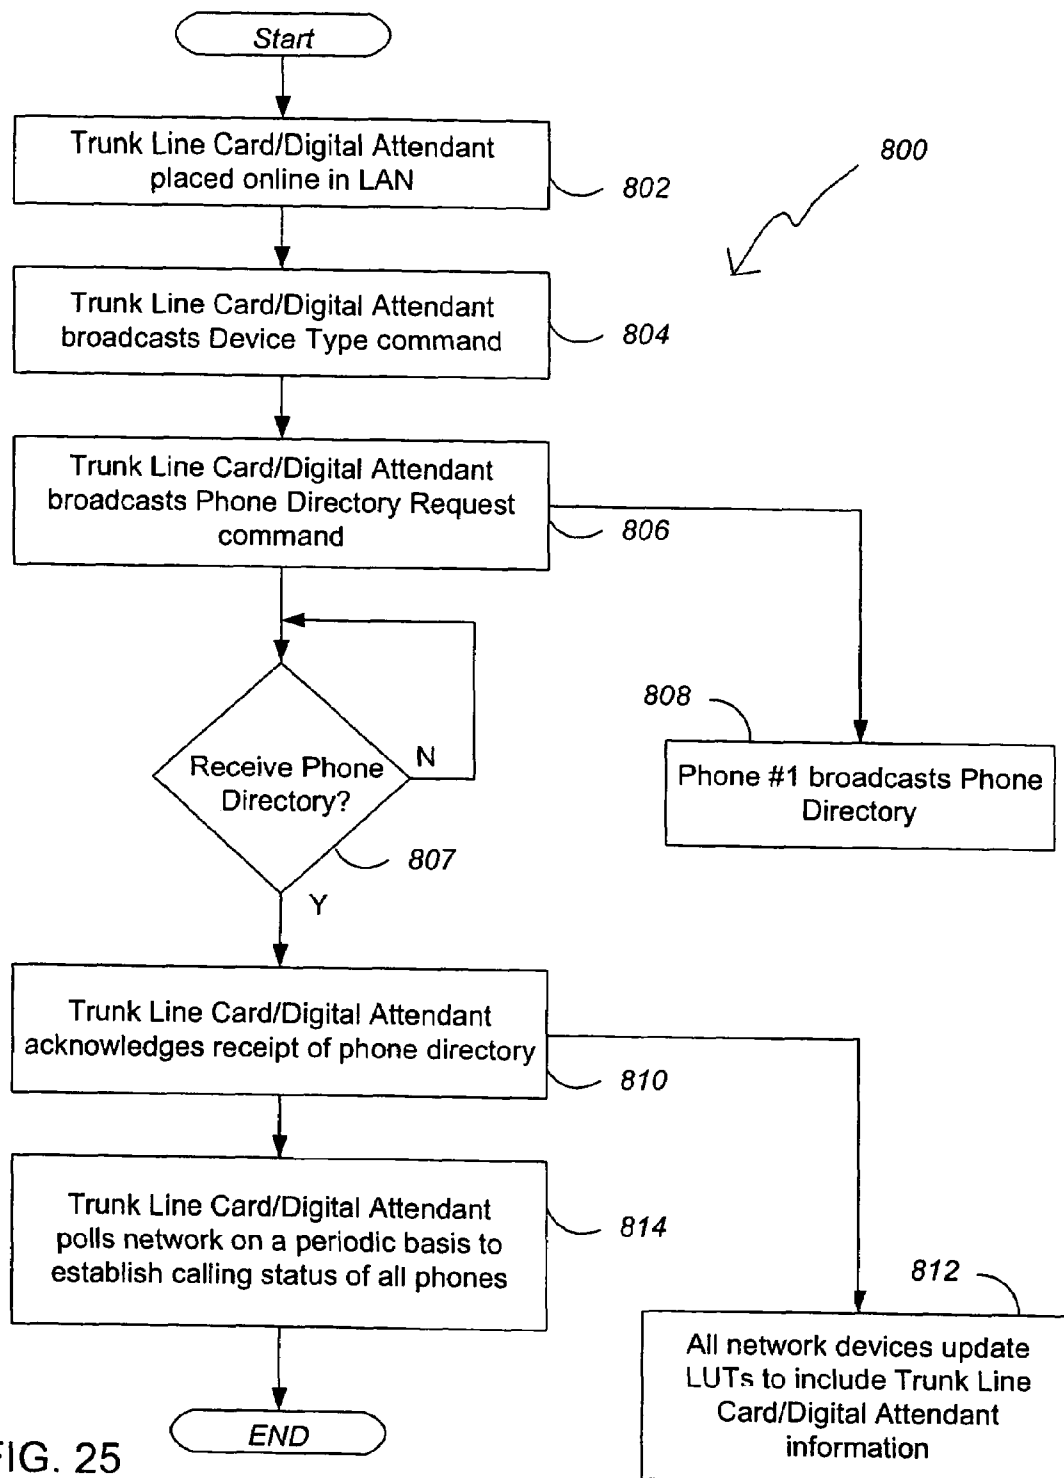 Start
Trunk Line Card/Digital Attendant
placed online in LAN
802
800
Trunk Line Card/Digital Attendant
broadcasts Device Type command
804
Trunk Line Card/Digital Attendant
broadcasts Phone Directory Request
command
806
808
Phone #1 broadcasts Phone
Directory
Receive Phone
Directory?
N
807
Y
Trunk Line Card/Digital Attendant
acknowledges receipt of phone directory
810
Trunk Line Card/Digital Attendant
polls network on a periodic basis to
establish calling status of all phones
814
812
All network devices update
LUTs to include Trunk Line
Card/Digital Attendant
information
END
FIG. 25